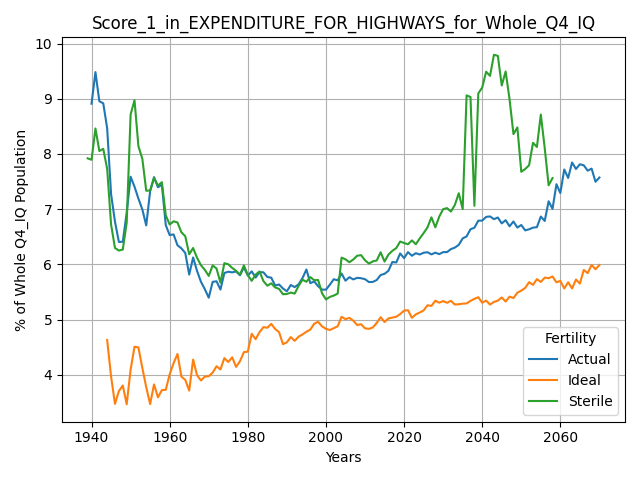 Score_1_in_EXPENDITURE_FOR_HIGHWAYS_for_Whole_Q4_IQ
% of Whole Q4_IQ Population
10
9
8
7
6
5
4
1940
1960
1980
2000
2020
2040
2060
Years
Fertility
Actual
Ideal
Sterile